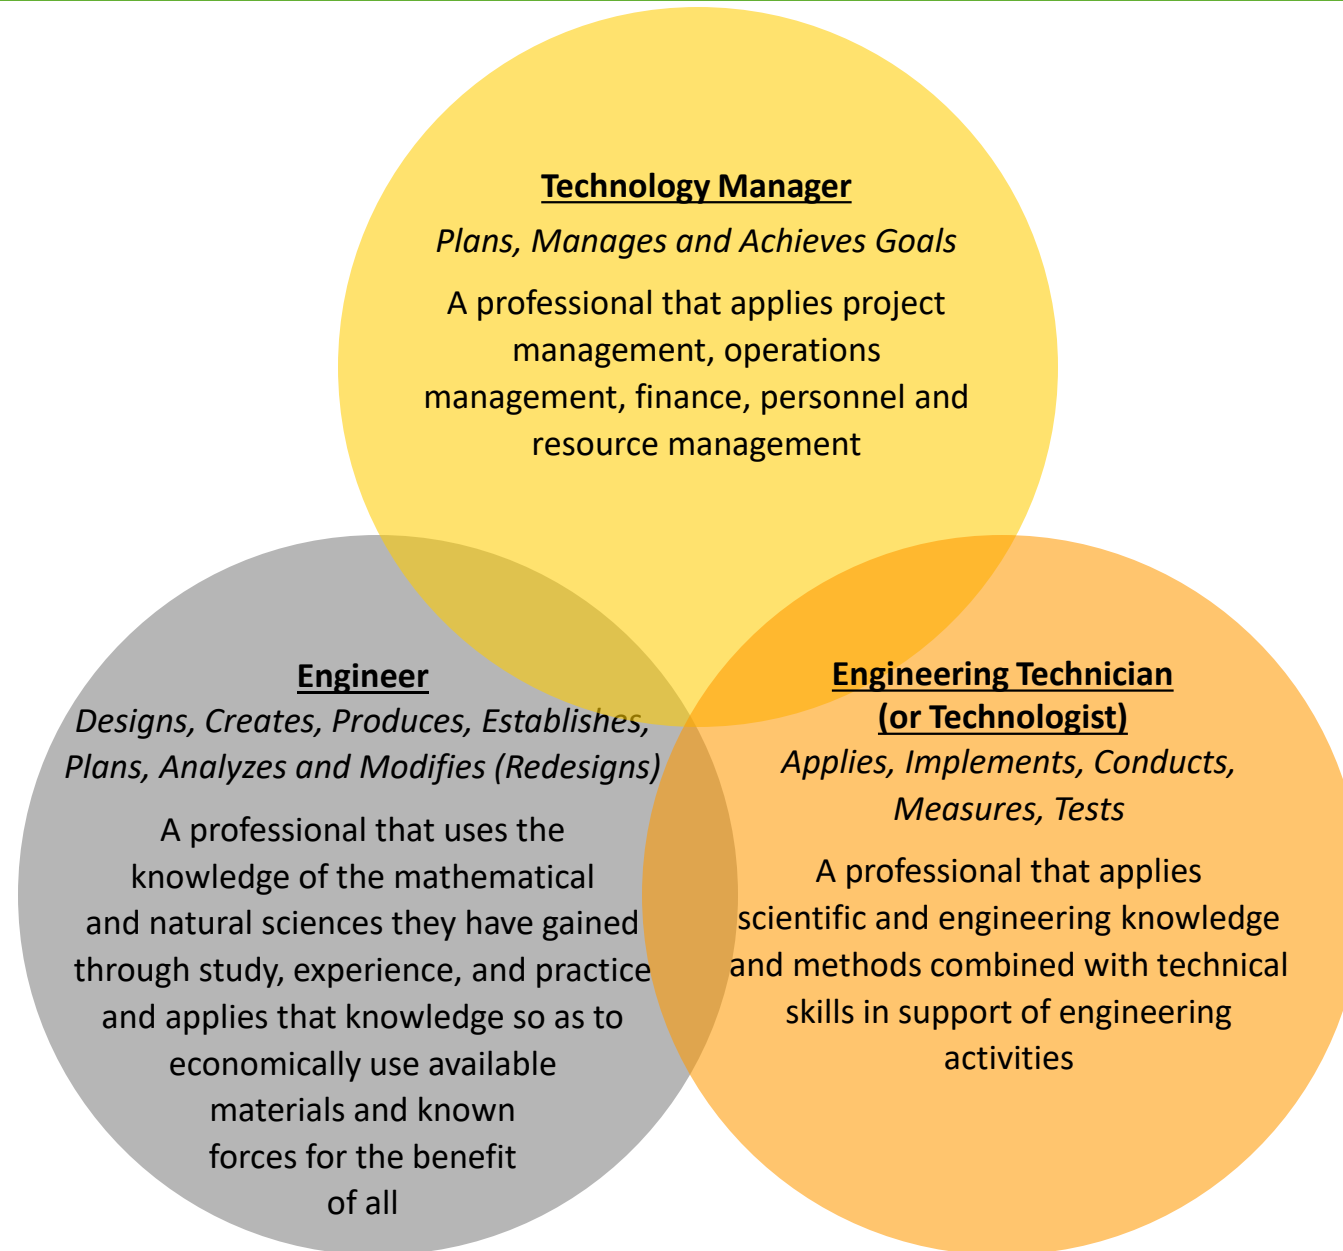 Technology Manager
Plans, Manages and Achieves Goals
A professional that applies project
management, operations
management, finance, personnel and
resource management
Engineer
Designs, Creates, Produces, Establishes,
Plans, Analyzes and Modifies (Redesigns)
A professional that uses the
knowledge of the mathematical
and natural sciences they have gained
through study, experience, and practice
and applies that knowledge so as to
economically use available
materials and known
forces for the benefit
of all
Engineering Technician
(or Technologist)
Applies, Implements, Conducts,
Measures, Tests
A professional that applies
scientific and engineering knowledge
and methods combined with technical
skills in support of engineering
activities